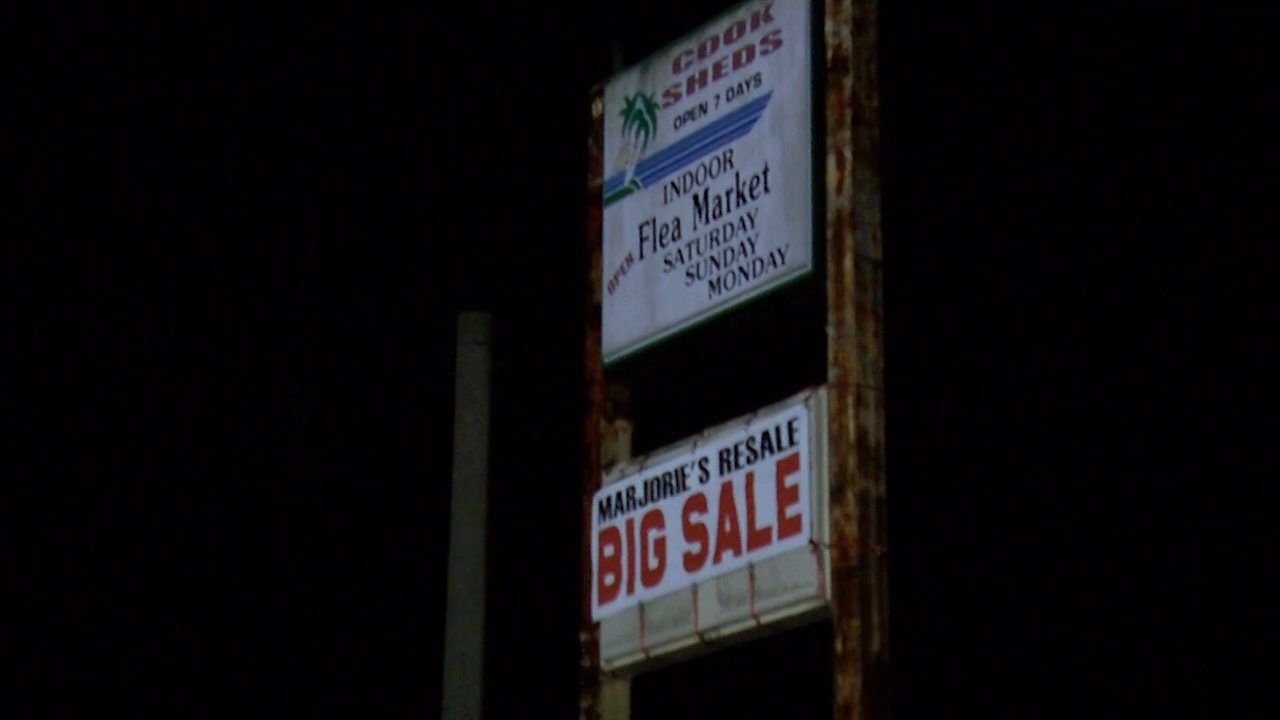 COOK
SHEDS
OPEN 7 DAYS
INDOOR
Flea Market
OPEN
SATURDAY
SUNDAY
MONDAY
MARJORIE'S RESALE
BIG SALE